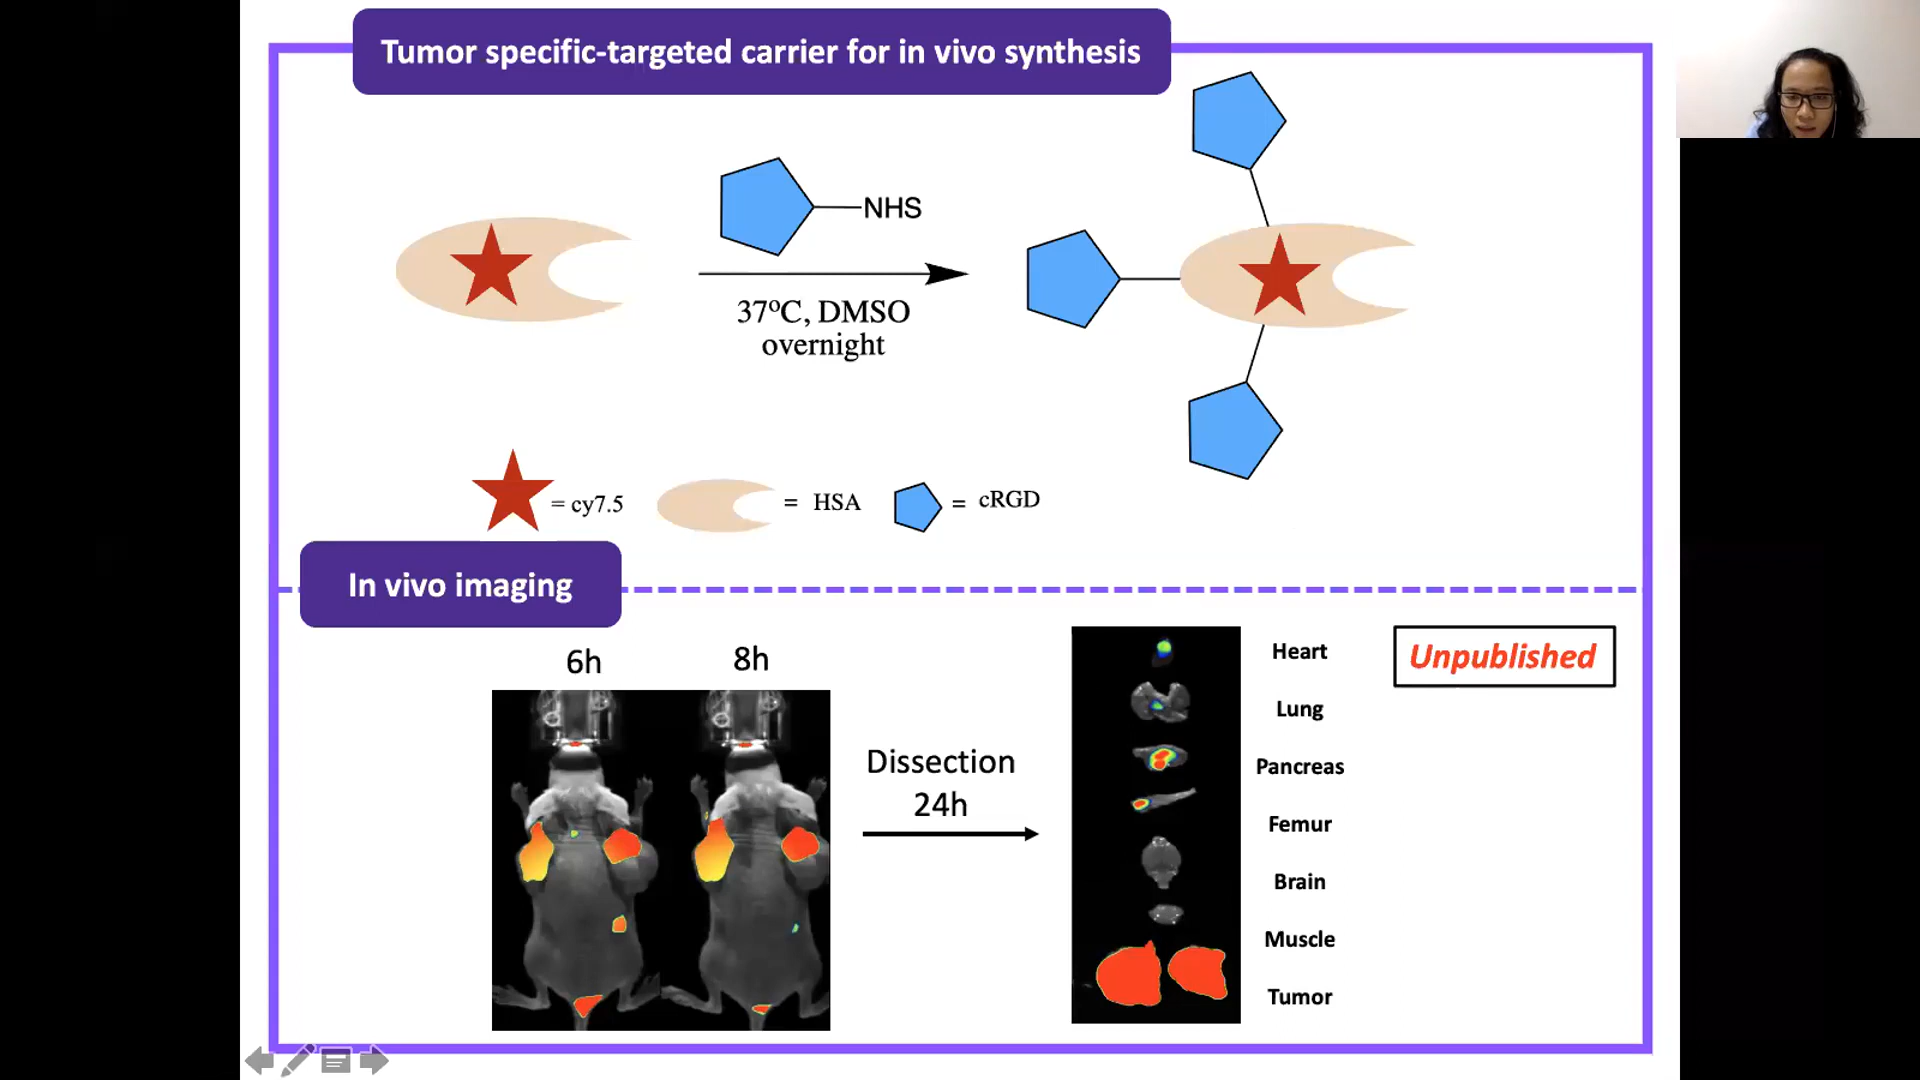 Tumor specific-targeted carrier for in vivo synthesis
NHS
37°C, DMSO
overnight
= cy7.5
= HSA
= cRGD
In vivo imaging
6h
8h
Dissection
24h
Heart
Lung
Pancreas
Femur
Brain
Muscle
Tumor
Unpublished